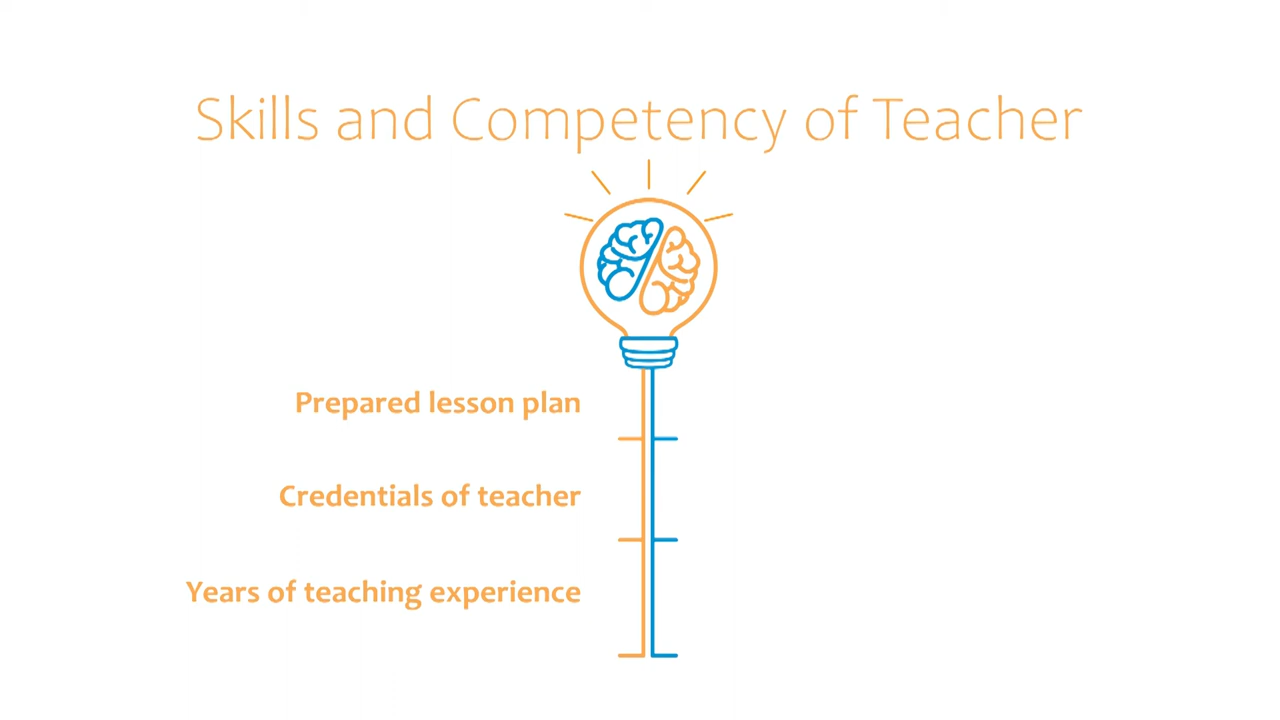 Skills and Competency of Teacher
Prepared lesson plan
Credentials of teacher
Years of teaching experience